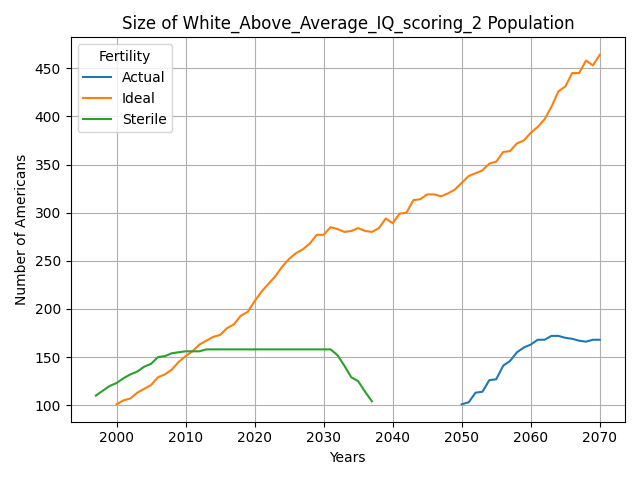 Size of White_Above_Average_IQ_scoring_2 Population
Fertility
Actual
Ideal
Sterile
Number of Americans
450
400
350
300
250
200
150
100
2000 2010 2020 2030 2040 2050 2060 2070
Years